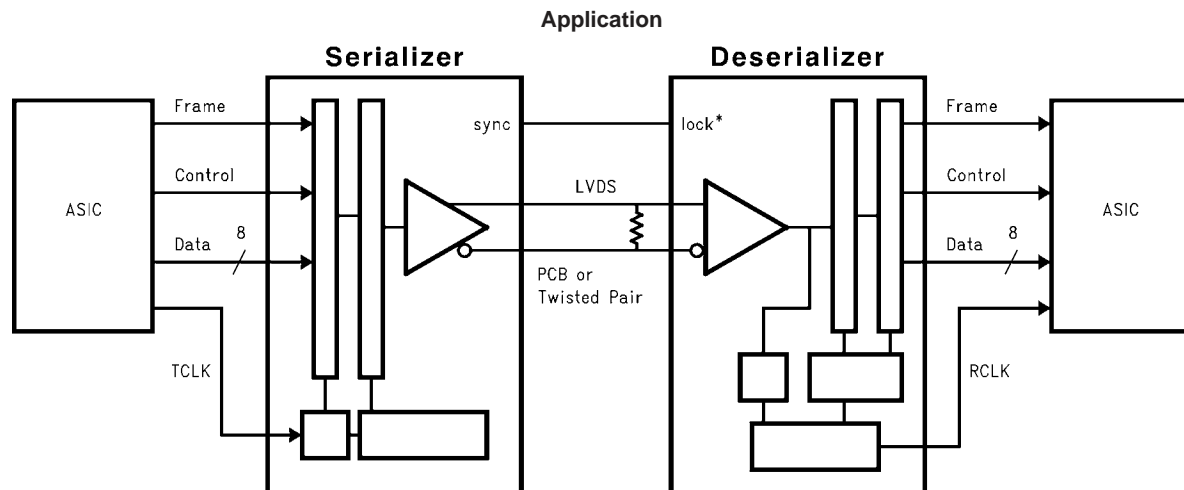 Application
Serializer
Deserializer
Frame
Control
Data
8
TCLK
ASIC
sync
lock*
LVDS
PCB or
Twisted Pair
Frame
Control
Data
8
RCLK
ASIC